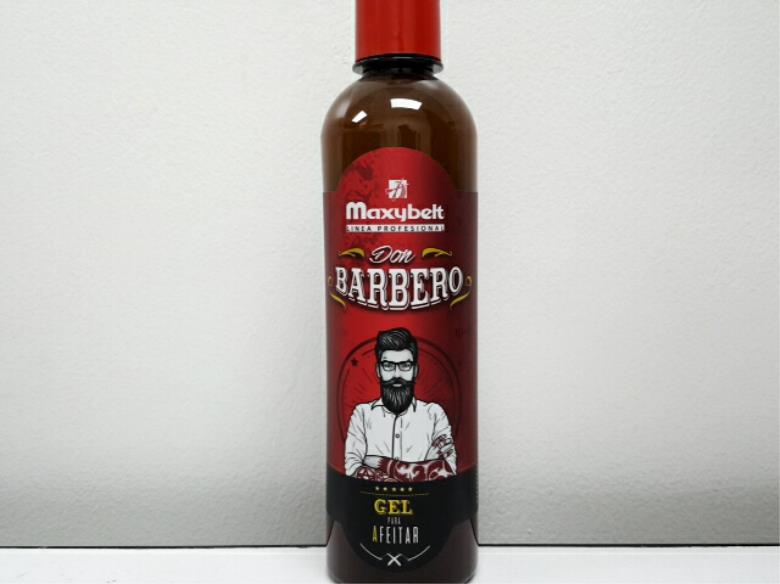 Maxybelt
LINEA PROFESIONAL
Don
BARBERO
GEL
PARA
AFEITAR